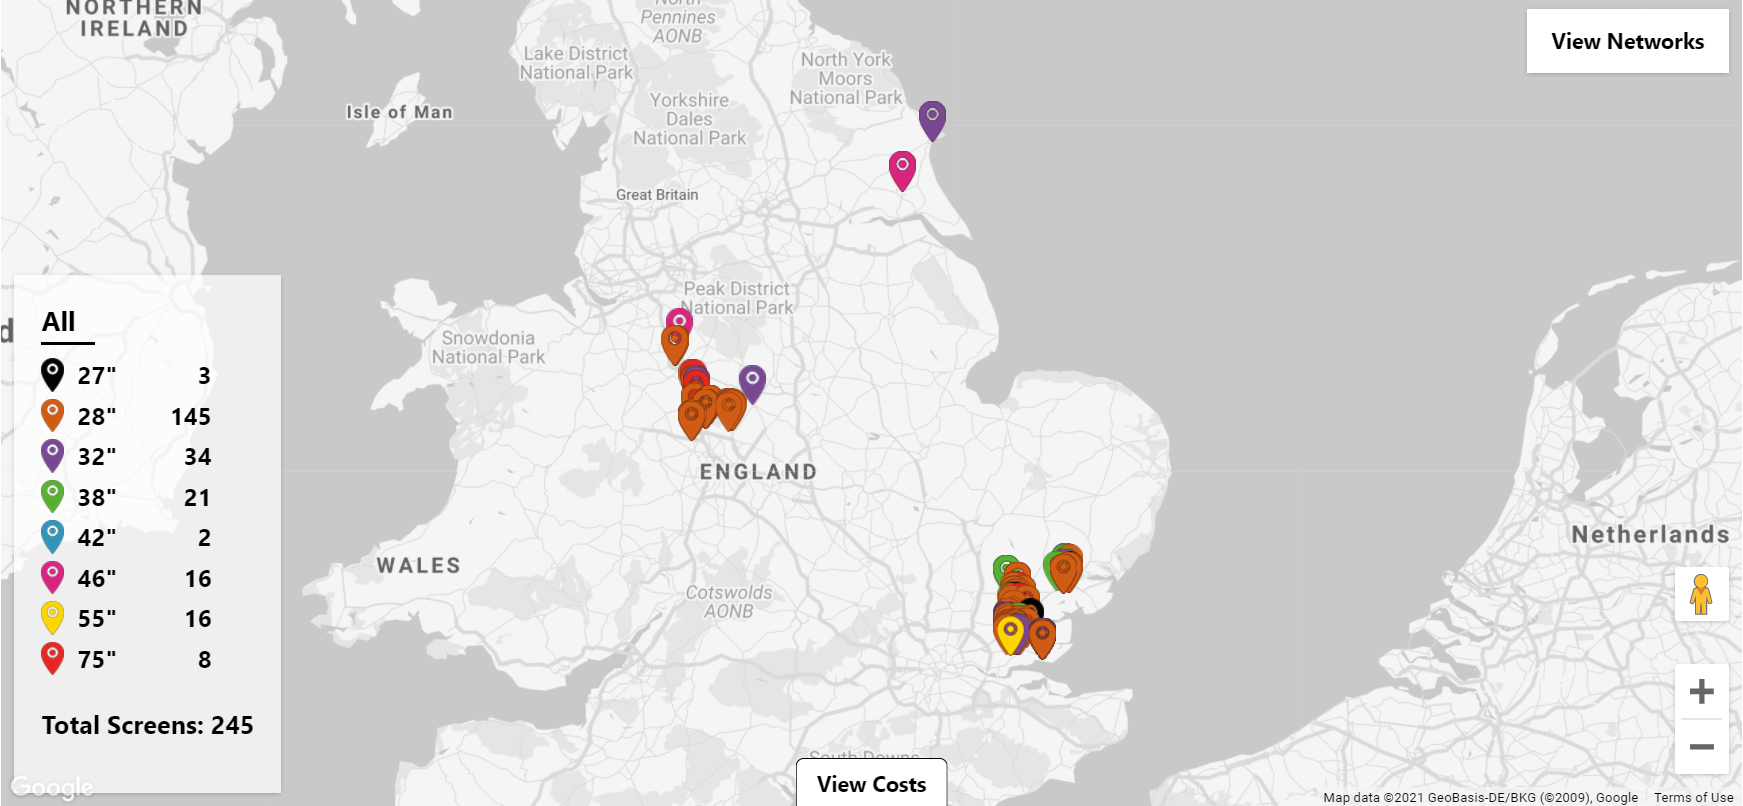 NORTHERN
IRELAND
North
Pennines
AONB
Lake District
National Park
North York
Moors
National Park
View Networks
Isle of Man
Yorkshire
Dales
National Park
Great Britain
Peak District
National Park
Snowdonia
National Park
d
All
27" 3
28" 145
32" 34
38" 21
42" 2
46" 16
55" 16
75" 8
Total Screens: 245
ENGLAND
WALES
Netherlands
Cotswolds
AONB
South Downs
View Costs
Google
Map data ©2021 GeoBasis-DE/BKG (©2009), Google
Terms of Use